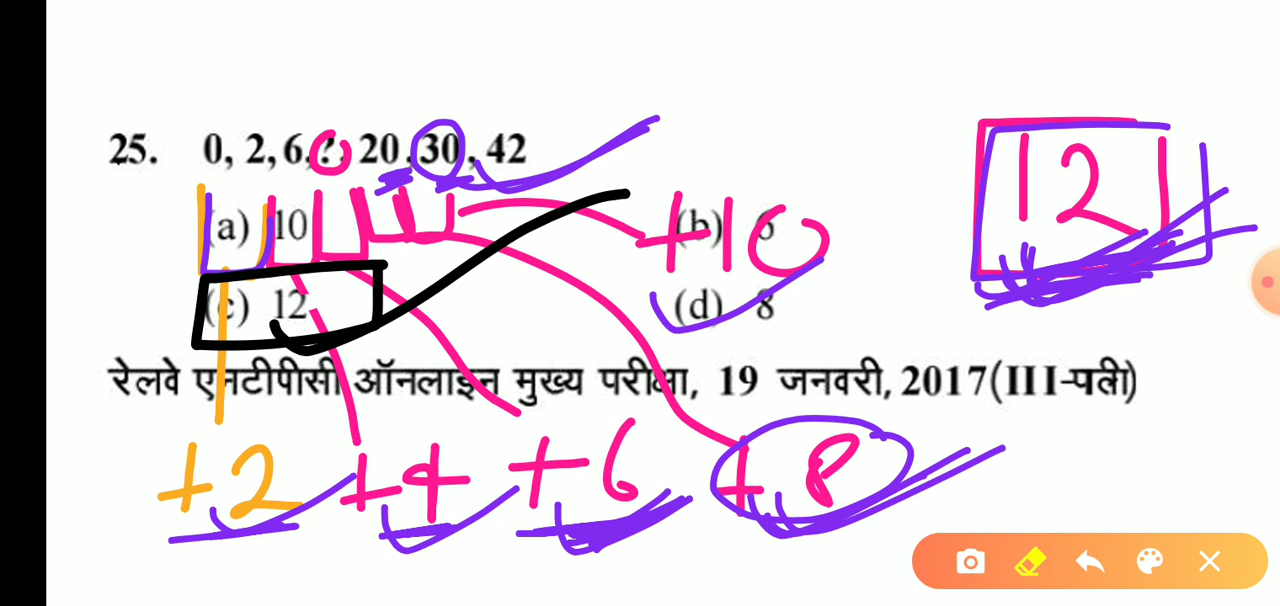 25. 0, 2, 6, ?, 20, 30, 42
12
(a) 10 (b) 6
+10
(c) 12 (d) 8
रेलवे एनटीपीसी ऑनलाइन मुख्य परीक्षा, 19 जनवरी, 2017(III-पाली)
+2 +4 +6 +8